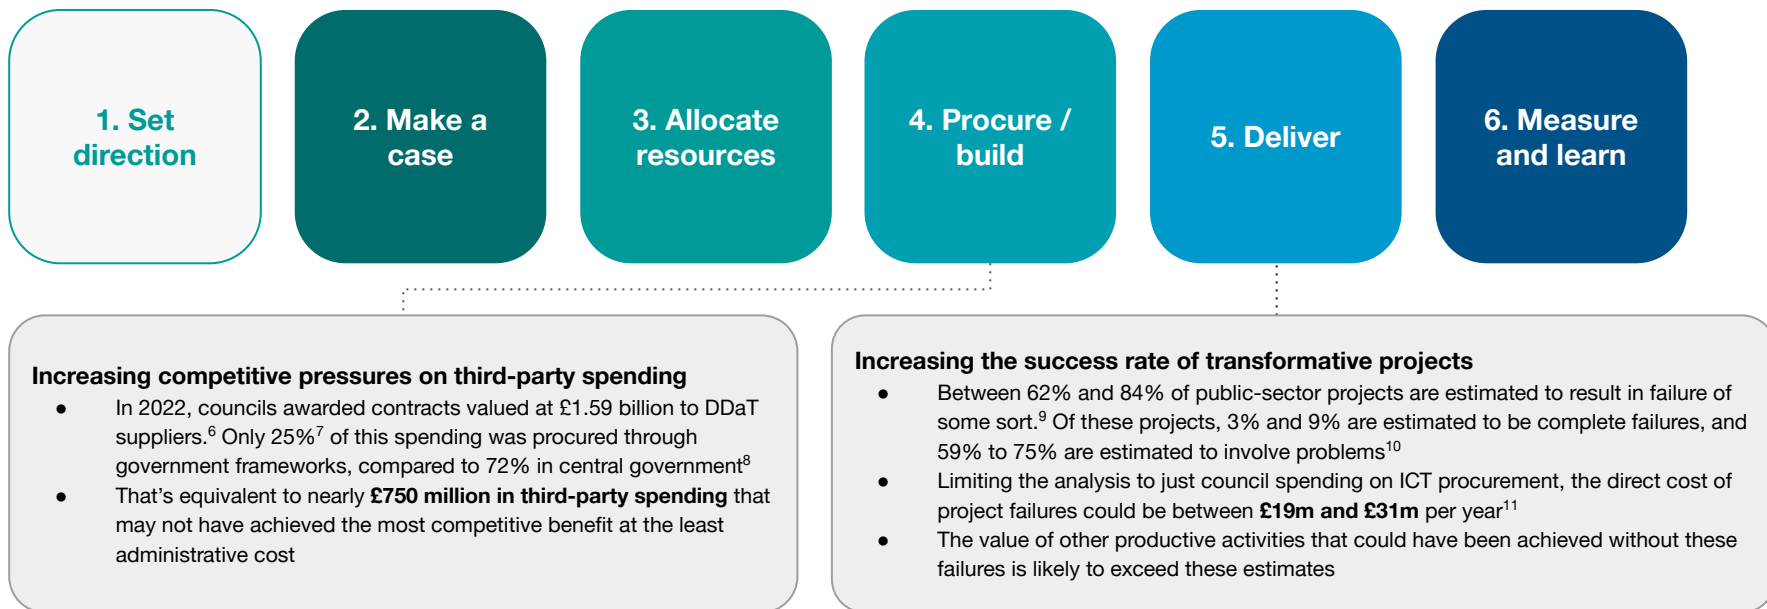 1. Set
direction
2. Make a
case
3. Allocate
resources
4. Procure /
build
5. Deliver
6. Measure
and learn
Increasing competitive pressures on third-party spending
● In 2022, councils awarded contracts valued at £1.59 billion to DDaT
suppliers.⁶ Only 25%⁷ of this spending was procured through
government frameworks, compared to 72% in central government⁸
● That's equivalent to nearly £750 million in third-party spending that
may not have achieved the most competitive benefit at the least
administrative cost
Increasing the success rate of transformative projects
● Between 62% and 84% of public-sector projects are estimated to result in failure of
some sort.⁹ Of these projects, 3% and 9% are estimated to be complete failures, and
59% to 75% are estimated to involve problems¹⁰
● Limiting the analysis to just council spending on ICT procurement, the direct cost of
project failures could be between £19m and £31m per year¹¹
● The value of other productive activities that could have been achieved without these
failures is likely to exceed these estimates